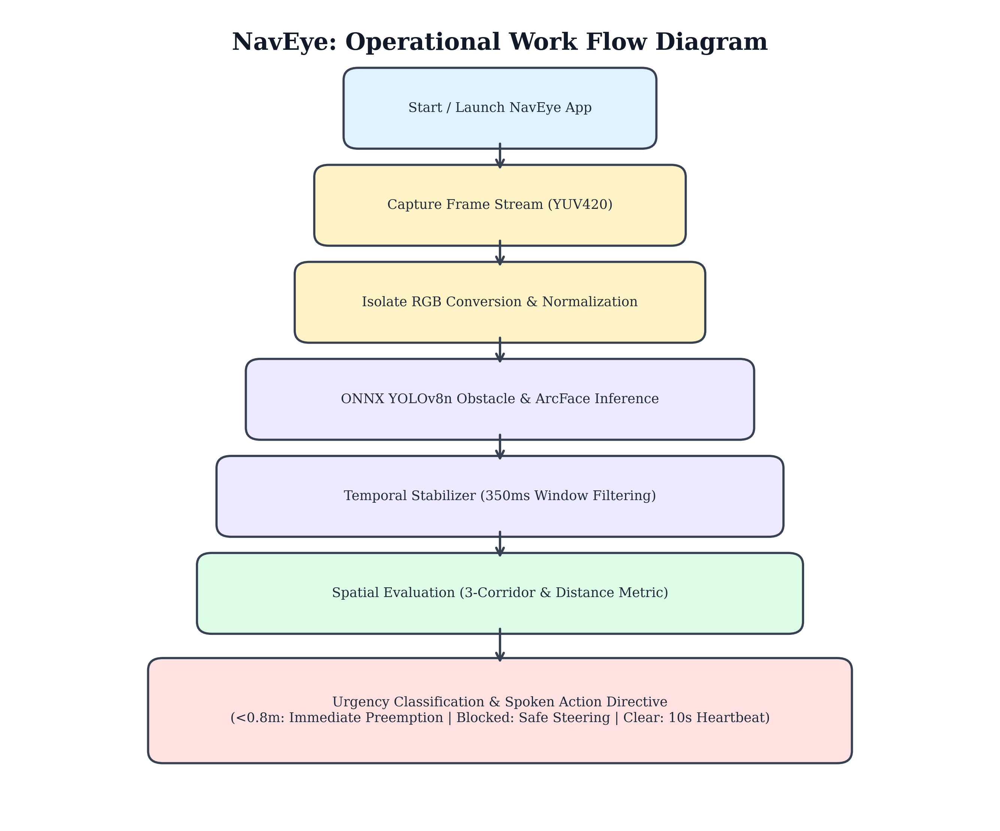 NavEye: Operational Work Flow Diagram
Start / Launch NavEye App
Capture Frame Stream (YUV420)
Isolate RGB Conversion & Normalization
ONNX YOLOv8n Obstacle & ArcFace Inference
Temporal Stabilizer (350ms Window Filtering)
Spatial Evaluation (3-Corridor & Distance Metric)
Urgency Classification & Spoken Action Directive
(<0.8m: Immediate Preemption | Blocked: Safe Steering | Clear: 10s Heartbeat)